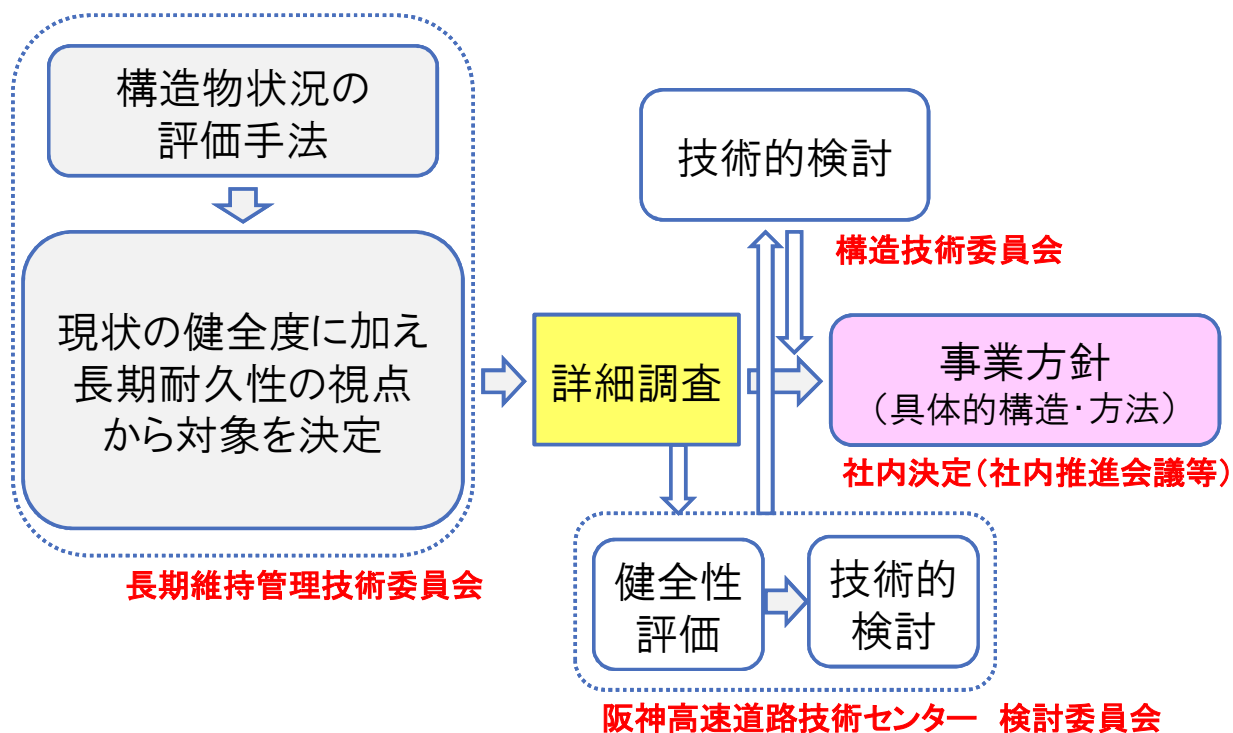 構造物状況の
評価手法
現状の健全度に加え
長期耐久性の視点
から対象を決定
長期維持管理技術委員会
詳細調査
技術的検討
構造技術委員会
事業方針
（具体的構造・方法）
社内決定（社内推進会議等）
健全性
評価
技術的
検討
阪神高速道路技術センター　検討委員会